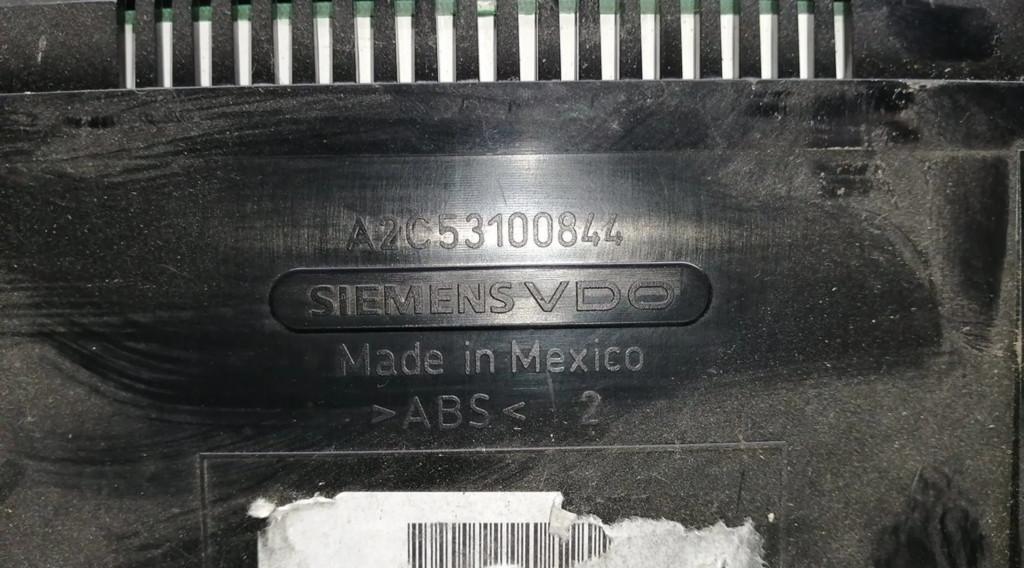 A2C53100844
SIEMENS VDO
Made in Mexico
>ABS< 2